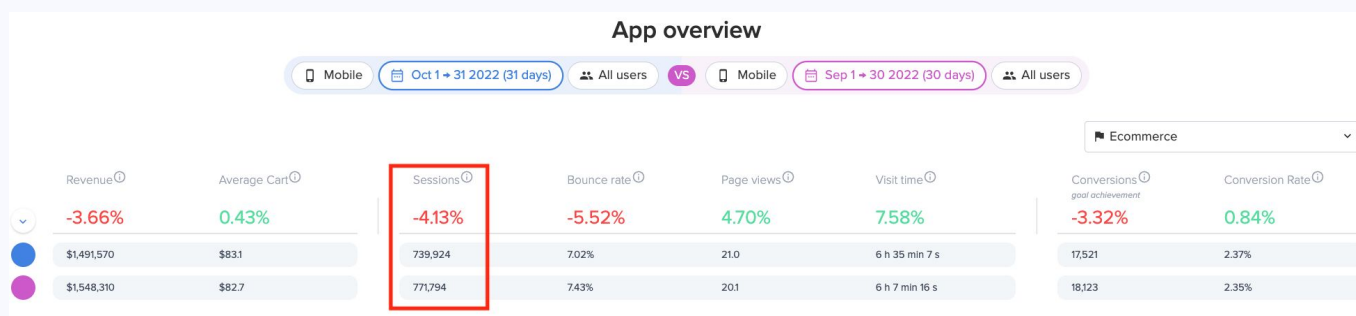 App overview
Mobile Oct 1 → 31 2022 (31 days) All users VS Mobile Sep 1 → 30 2022 (30 days) All users
Ecommerce
Revenue Average Cart Sessions Bounce rate Page views Visit time Conversions Conversion Rate
goal achievement
-3.66% 0.43% -4.13% -5.52% 4.70% 7.58% -3.32% 0.84%
$1,491,570 $83.1 739,924 7.02% 21.0 6 h 35 min 7 s 17,521 2.37%
$1,548,310 $82.7 771,794 7.43% 20.1 6 h 7 min 16 s 18,123 2.35%